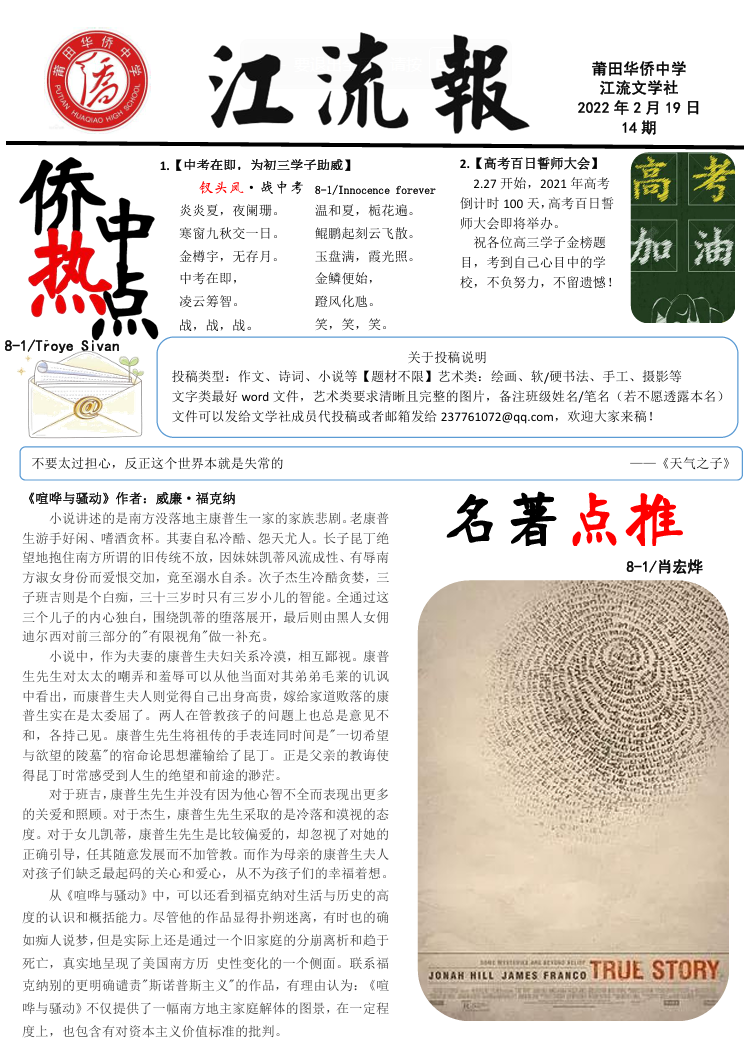 莆田华侨中学
PUTIAN HUAQIAO HIGH SCHOOL
僑
江流報
莆田华侨中学
江流文学社
2022 年 2 月 19 日
14 期
侨中
热点
8-1/Troye Sivan
1.【中考在即，为初三学子助威】
钗头凤·战中考 8-1/Innocence forever
炎炎夏，夜阑珊。
寒窗九秋交一日。
金樽宇，无存月。
中考在即，
凌云筹智。
战，战，战。
温和夏，栀花遍。
鲲鹏起刻云飞散。
玉盘满，霞光照。
金鳞便始，
蹬风化虺。
笑，笑，笑。
2.【高考百日誓师大会】
2.27 开始，2021 年高考
倒计时 100 天，高考百日誓
师大会即将举办。
祝各位高三学子金榜题
目，考到自己心目中的学
校，不负努力，不留遗憾！
高考
加油
@
关于投稿说明
投稿类型：作文、诗词、小说等【题材不限】艺术类：绘画、软/硬书法、手工、摄影等
文字类最好 word 文件，艺术类要求清晰且完整的图片，备注班级姓名/笔名（若不愿透露本名）
文件可以发给文学社成员代投稿或者邮箱发给 237761072@qq.com，欢迎大家来稿！
不要太过担心，反正这个世界本就是失常的 ——《天气之子》
《喧哗与骚动》作者：威廉·福克纳
小说讲述的是南方没落地主康普生一家的家族悲剧。老康普
生游手好闲、嗜酒贪杯。其妻自私冷酷、怨天尤人。长子昆丁绝
望地抱住南方所谓的旧传统不放，因妹妹凯蒂风流成性、有辱南
方淑女身份而爱恨交加，竟至溺水自杀。次子杰生冷酷贪婪，三
子班吉则是个白痴，三十三岁时只有三岁小儿的智能。全通过这
三个儿子的内心独白，围绕凯蒂的堕落展开，最后则由黑人女佣
迪尔西对前三部分的"有限视角"做一补充。
小说中，作为夫妻的康普生夫妇关系冷漠，相互鄙视。康普
生先生对太太的嘲弄和羞辱可以从他当面对其弟弟毛莱的讥讽
中看出，而康普生夫人则觉得自己出身高贵，嫁给家道败落的康
普生实在是太委屈了。两人在管教孩子的问题上也总是意见不
和，各持己见。康普生先生将祖传的手表连同时间是"一切希望
与欲望的陵墓"的宿命论思想灌输给了昆丁。正是父亲的教诲使
得昆丁时常感受到人生的绝望和前途的渺茫。
对于班吉，康普生先生并没有因为他心智不全而表现出更多
的关爱和照顾。对于杰生，康普生先生采取的是冷落和漠视的态
度。对于女儿凯蒂，康普生先生是比较偏爱的，却忽视了对她的
正确引导，任其随意发展而不加管教。而作为母亲的康普生夫人
对孩子们缺乏最起码的关心和爱心，从不为孩子们的幸福着想。
从《喧哗与骚动》中，可以还看到福克纳对生活与历史的高
度的认识和概括能力。尽管他的作品显得扑朔迷离，有时也的确
如痴人说梦，但是实际上还是通过一个旧家庭的分崩离析和趋于
死亡，真实地呈现了美国南方历 史性变化的一个侧面。联系福
克纳别的更明确谴责"斯诺普斯主义"的作品，有理由认为：《喧
哗与骚动》不仅提供了一幅南方地主家庭解体的图景，在一定程
度上，也包含有对资本主义价值标准的批判。
名著点推
8-1/肖宏烨
SOME MYSTERIES ARE BEYOND BELIEF
JONAH HILL JAMES FRANCO TRUE STORY